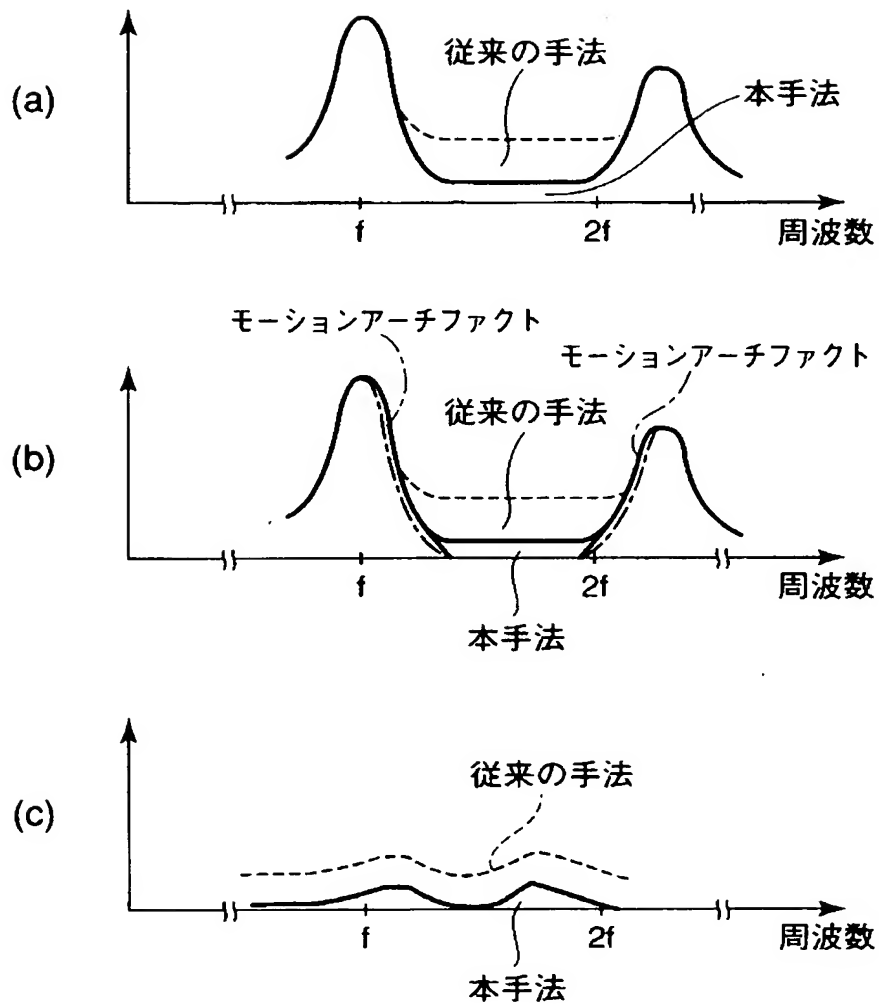 (a)
従来の手法
本手法
f
2f
周波数
(b)
モーションアーチファクト
モーションアーチファクト
従来の手法
f
2f
周波数
本手法
(c)
従来の手法
f
2f
周波数
本手法